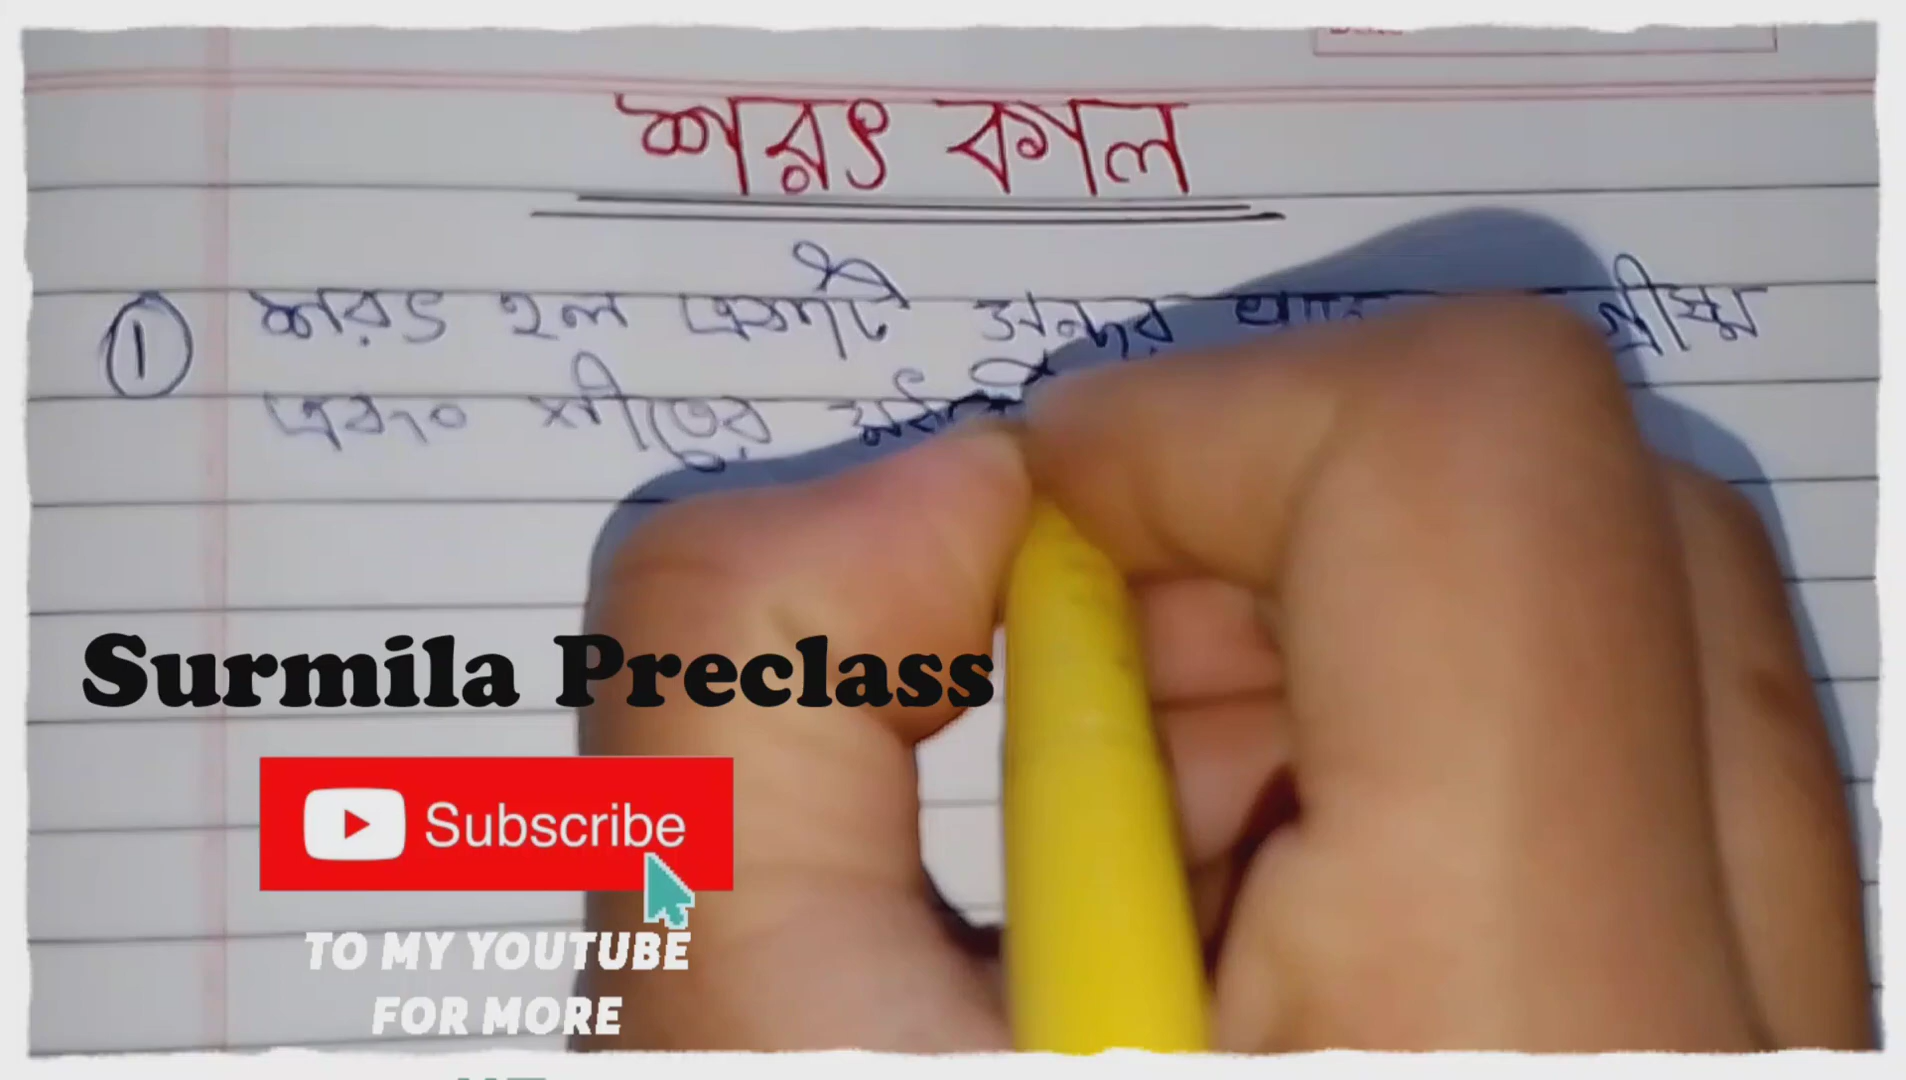 শরৎ কাল
① শরৎ হল একটি সুন্দর গ্রীষ্ম
এবং শীতের
Surmila Preclass
Subscribe
TO MY YOUTUBE
FOR MORE